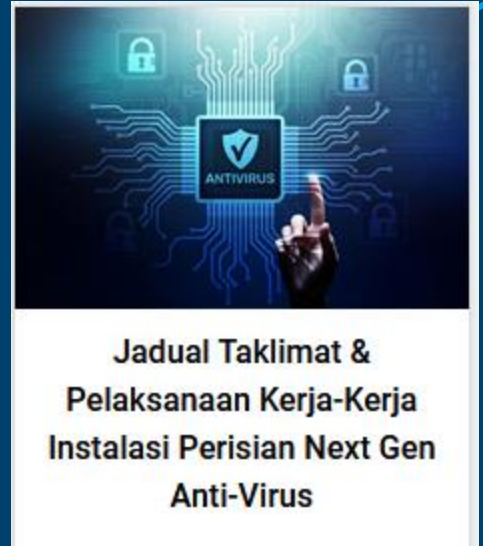 ANTIVIRUS
Jadual Taklimat &
Pelaksanaan Kerja-Kerja
Instalasi Perisian Next Gen
Anti-Virus